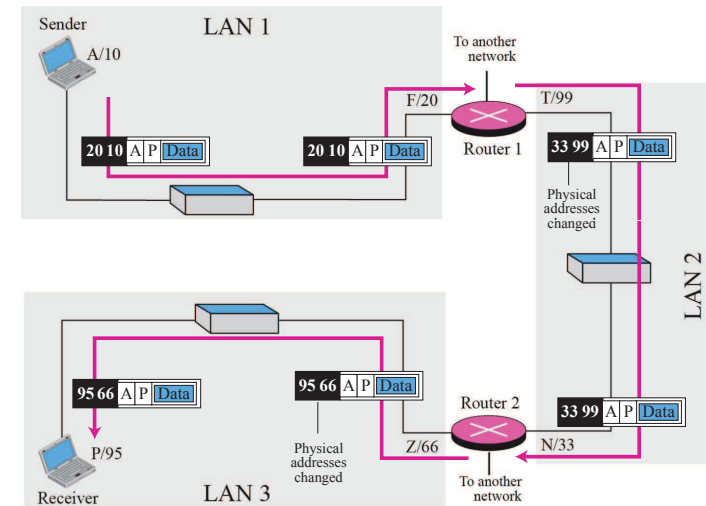 Sender
LAN 1
A/10
To another
network
F/20
T/99
Router 1
20 10 A P Data
20 10 A P Data
33 99 A P Data
Physical
addresses
changed
LAN 2
95 66 A P Data
95 66 A P Data
33 99 A P Data
Router 2
P/95
Physical
addresses
changed
Z/66
N/33
To another
network
Receiver
LAN 3